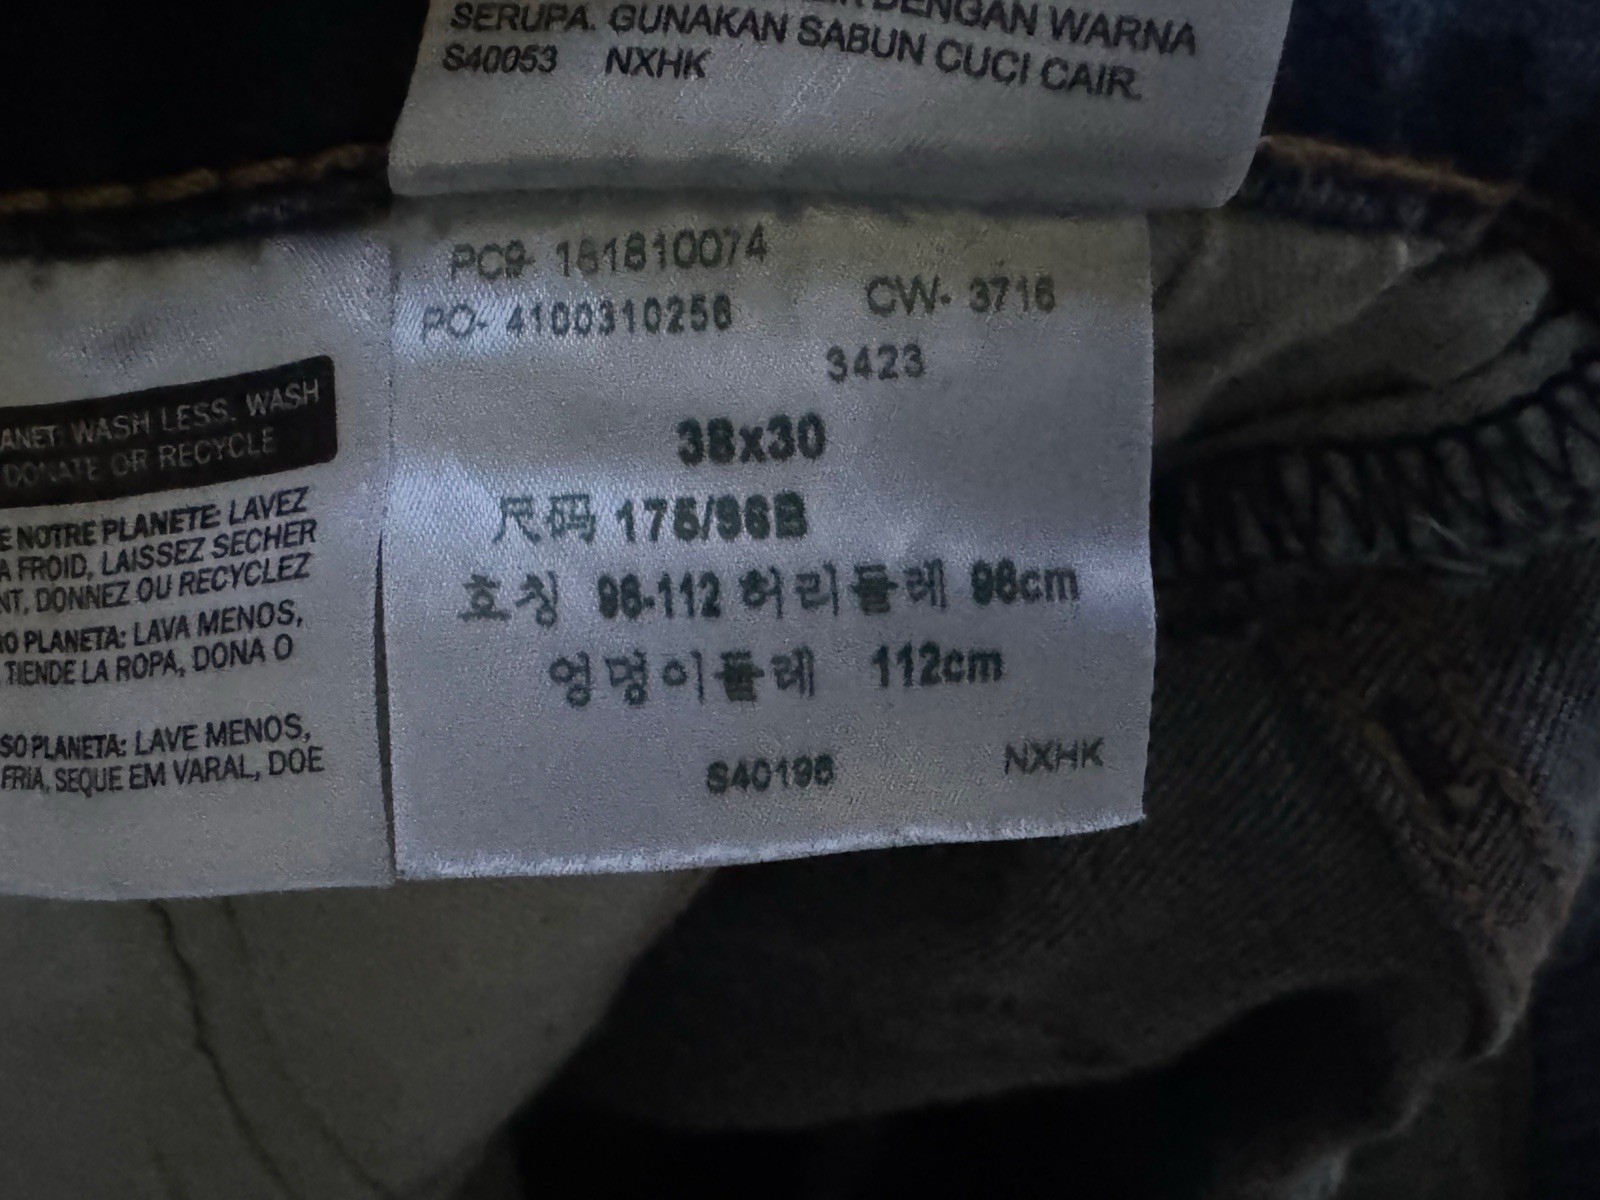 DENGAN WARNA
SERUPA. GUNAKAN SABUN CUCI CAIR.
S40053 NXHK
PC9- 181810074
PO- 4100310256 CW- 3716
3423
38x30
尺码 175/96B
호칭 96-112 허리둘레 96cm
엉덩이둘레 112cm
S40196 NXHK
WASH LESS. WASH
DONATE OR RECYCLE
NOTRE PLANETE: LAVEZ
FROID, LAISSEZ SECHER
DONNEZ OU RECYCLEZ
PLANETA: LAVA MENOS,
TIENDE LA ROPA, DONA O
PLANETA: LAVE MENOS,
FRIA, SEQUE EM VARAL, DOE